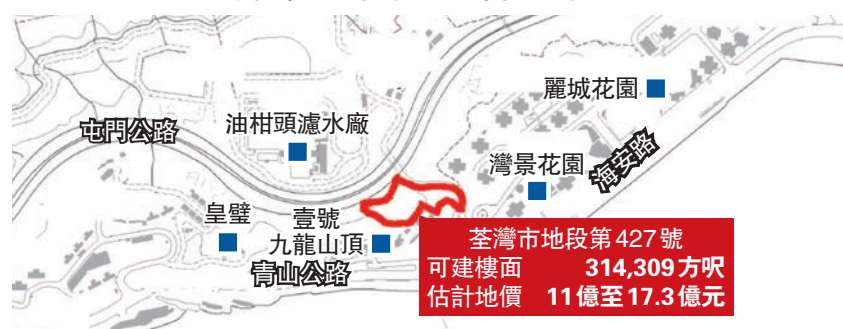 麗城花園
油柑頭濾水廠
屯門公路
灣景花園
海安路
皇璧
壹號
九龍山頂
青山公路
荃灣市地段第427號
可建樓面 314,309方呎
估計地價 11億至17.3億元